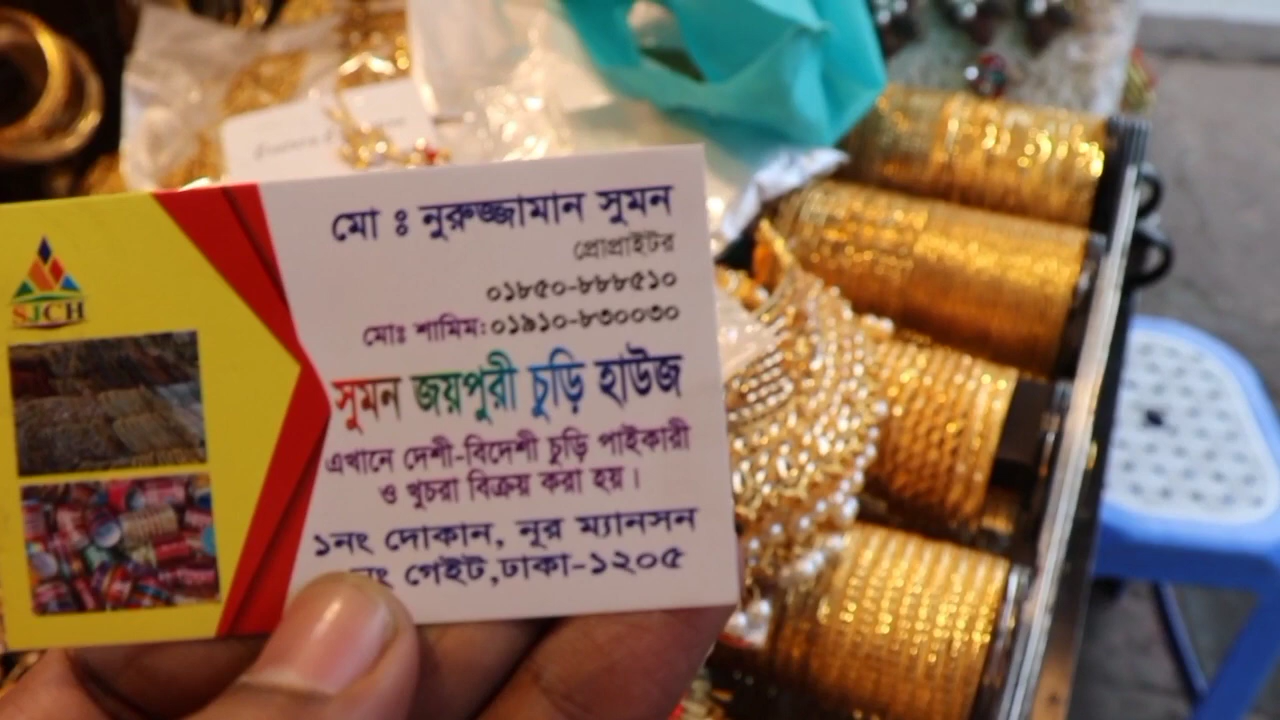 SJCH
মো ঃ নুরুজ্জামান সুমন
প্রোপ্রাইটর
০১৮৫০-৮৮৮৫১০
মোঃ শামিম:০১৯১০-৮৩০০৩০
সুমন জয়পুরী চুড়ি হাউজ
এখানে দেশী-বিদেশী চুড়ি পাইকারী
ও খুচরা বিক্রয় করা হয়।
১নং দোকান, নূর ম্যানসন
নং গেইট,ঢাকা-১২০৫